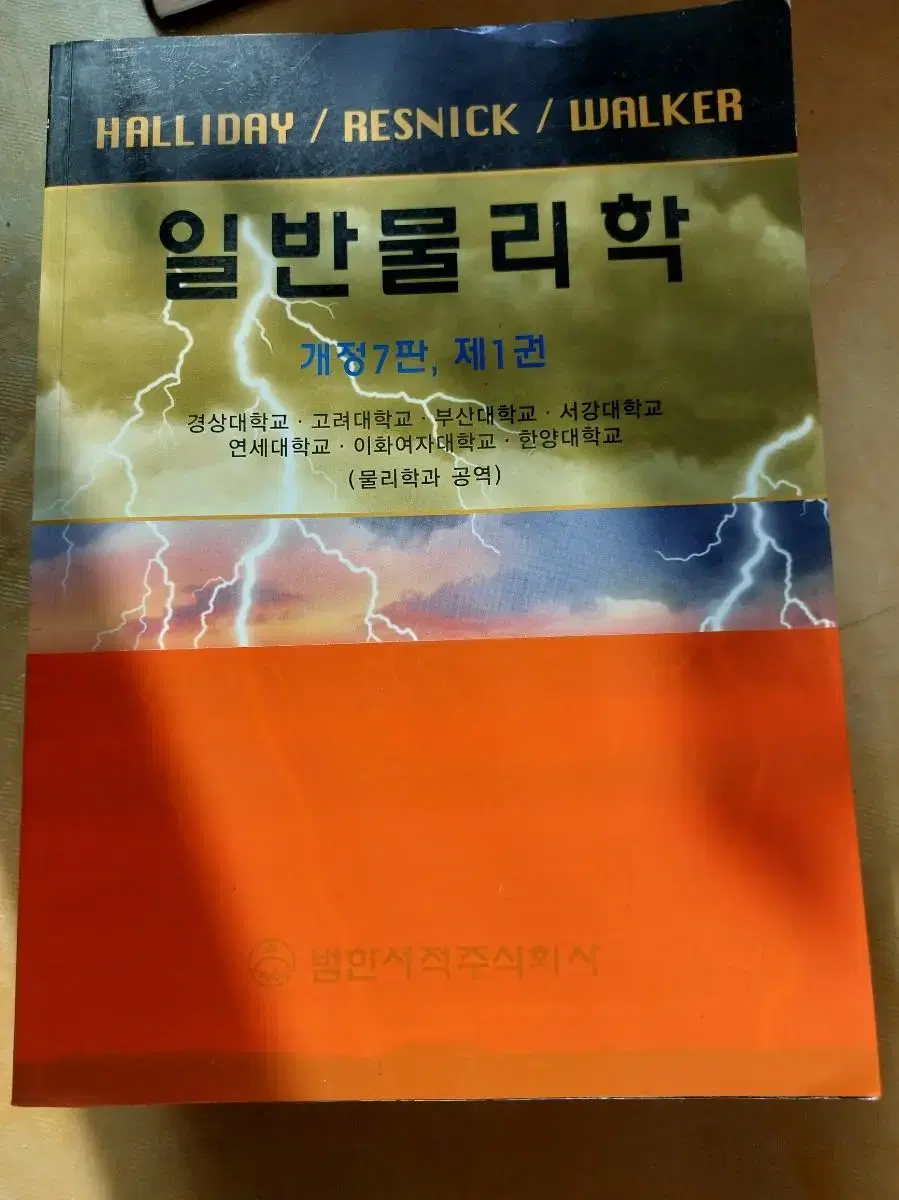 HALLIDAY / RESNICK / WALKER
일반물리학
개정7판, 제1권
경상대학교 · 고려대학교 · 부산대학교 · 서강대학교
연세대학교 · 이화여자대학교 · 한양대학교
(물리학과 공역)
범한서적주식회사